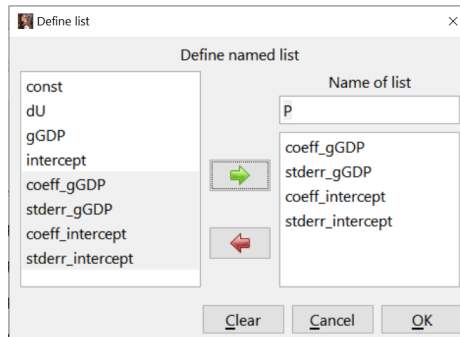 Define list
Define named list
const
dU
gGDP
intercept
coeff_gGDP
stderr_gGDP
coeff_intercept
stderr_intercept
Name of list
P
coeff_gGDP
stderr_gGDP
coeff_intercept
stderr_intercept
Clear
Cancel
OK